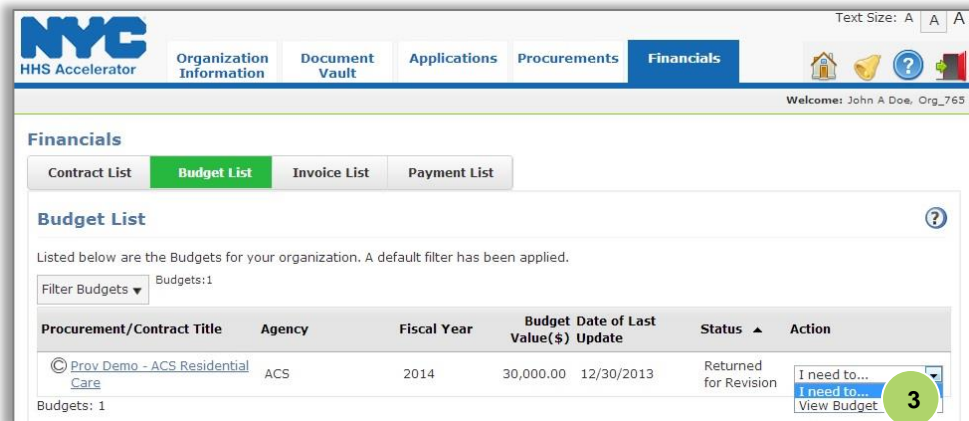 Text Size: A A A
NYC
HHS Accelerator
Organization Information
Document Vault
Applications
Procurements
Financials
?
Welcome: John A Doe, Org_765
Financials
Contract List
Budget List
Invoice List
Payment List
Budget List
?
Listed below are the Budgets for your organization. A default filter has been applied.
Filter Budgets ▼ Budgets:1
Procurement/Contract Title Agency Fiscal Year Budget Value($) Date of Last Update Status ▲ Action
© Prov Demo - ACS Residential Care ACS 2014 30,000.00 12/30/2013 Returned for Revision I need to...
I need to...
View Budget 3
Budgets: 1